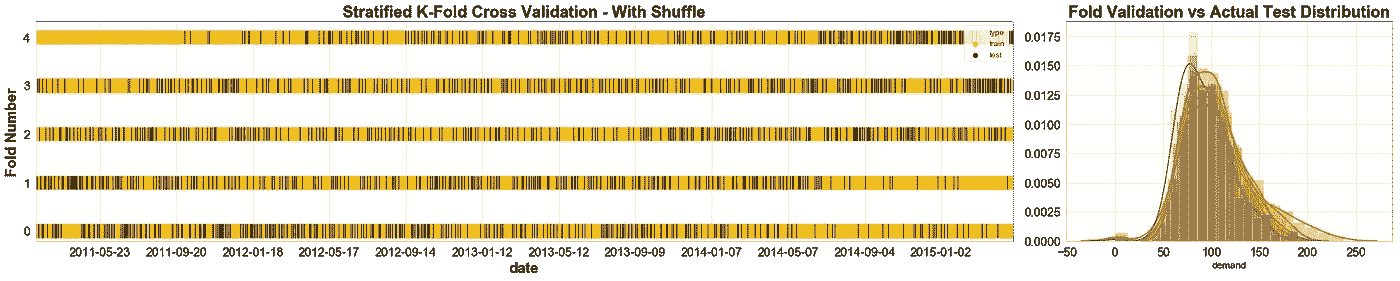 Stratified K-Fold Cross Validation - With Shuffle
Fold Number
4
3
2
1
0
type
train
test
2011-05-23 2011-09-20 2012-01-18 2012-05-17 2012-09-14 2013-01-12 2013-05-12 2013-09-09 2014-01-07 2014-05-07 2014-09-04 2015-01-02
date
Fold Validation vs Actual Test Distribution
0.0175
0.0150
0.0125
0.0100
0.0075
0.0050
0.0025
0.0000
−50 0 50 100 150 200 250
demand